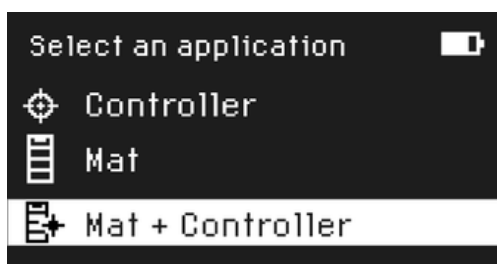 Select an application
Controller
Mat
Mat + Controller